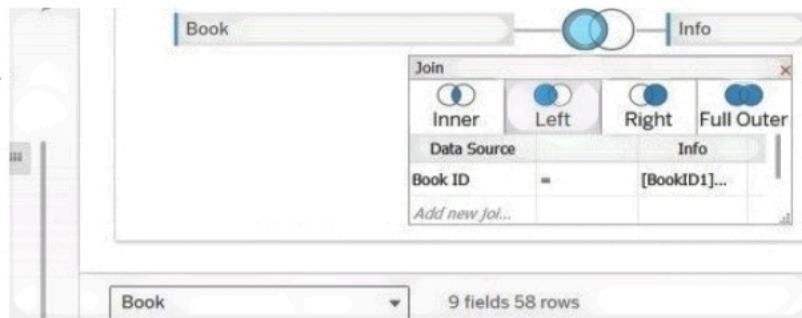 Book Info
Join ×
Inner Left Right Full Outer
Data Source Info
Book ID = [BookID1]...
Add new joi...
Book 9 fields 58 rows